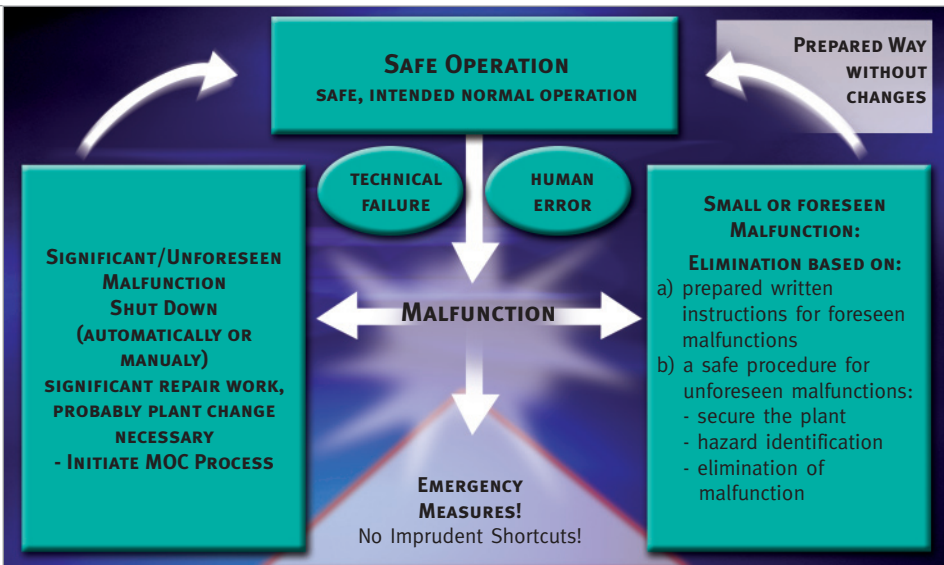 SAFE OPERATION
SAFE, INTENDED NORMAL OPERATION
PREPARED WAY
WITHOUT
CHANGES
TECHNICAL
FAILURE
HUMAN
ERROR
SIGNIFICANT/UNFORESEEN
MALFUNCTION
SHUT DOWN
(AUTOMATICALLY OR
MANUALY)
SIGNIFICANT REPAIR WORK,
PROBABLY PLANT CHANGE
NECESSARY
- INITIATE MOC PROCESS
MALFUNCTION
SMALL OR FORESEEN
MALFUNCTION:
ELIMINATION BASED ON:
a) prepared written
instructions for foreseen
malfunctions
b) a safe procedure for
unforeseen malfunctions:
- secure the plant
- hazard identification
- elimination of
malfunction
EMERGENCY
MEASURES!
No Imprudent Shortcuts!